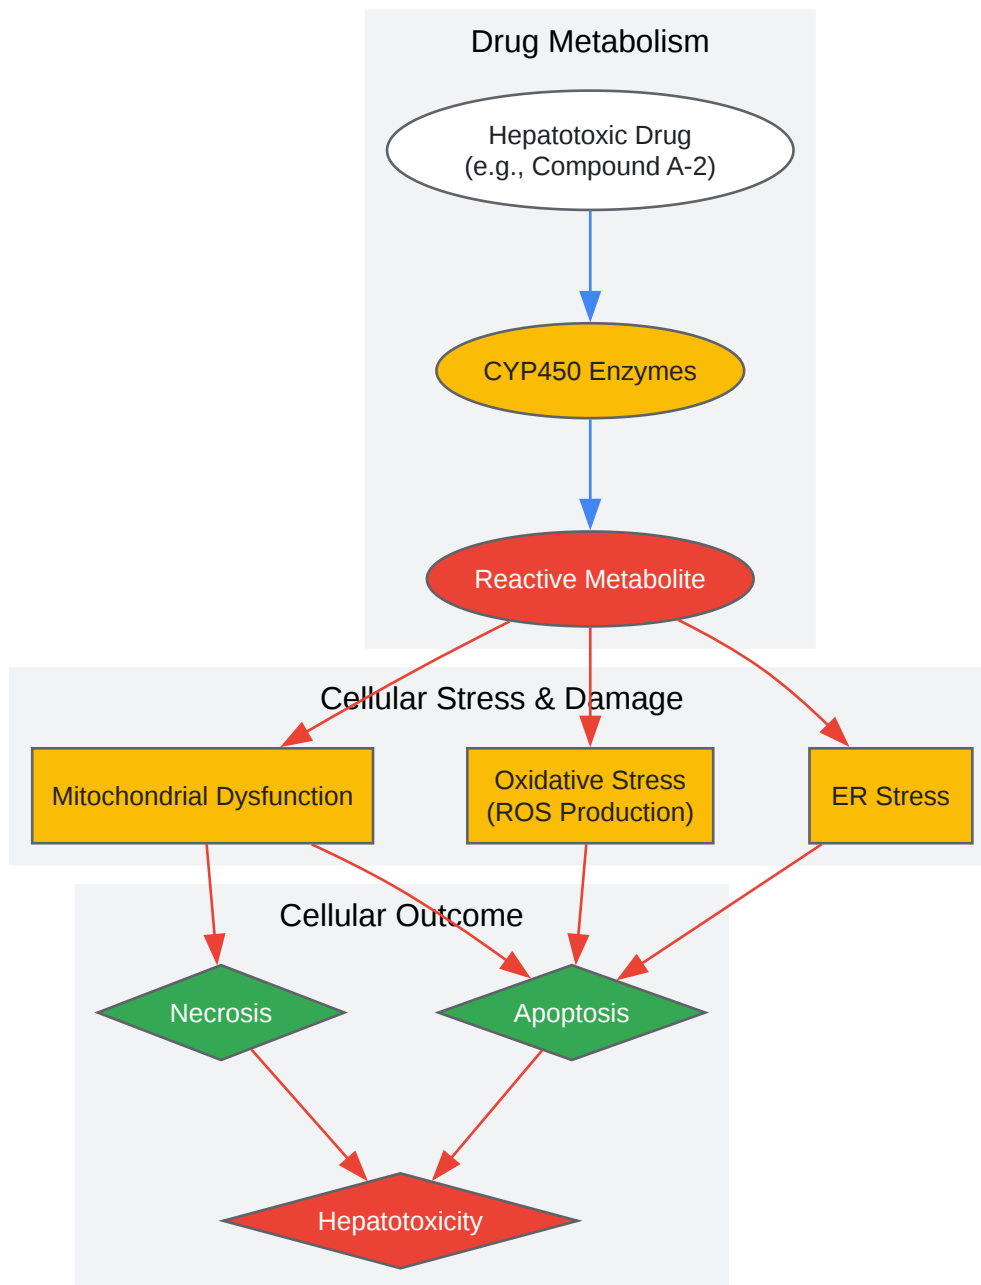 Drug Metabolism
Hepatotoxic Drug
(e.g., Compound A-2)
CYP450 Enzymes
Reactive Metabolite
Cellular Stress & Damage
Mitochondrial Dysfunction
Oxidative Stress
(ROS Production)
ER Stress
Cellular Outcome
Necrosis
Apoptosis
Hepatotoxicity